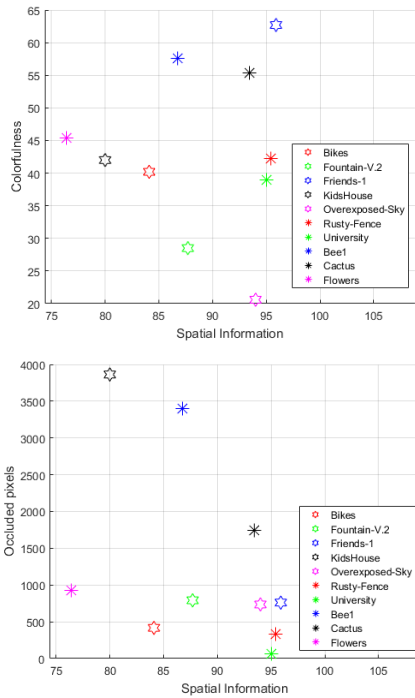 65
60
55
50
45
40
35
30
25
20
Colorfulness
75 80 85 90 95 100 105
Spatial Information
Bikes
Fountain-V.2
Friends-1
KidsHouse
Overexposed-Sky
Rusty-Fence
University
Bee1
Cactus
Flowers
4000
3500
3000
2500
2000
1500
1000
500
0
Occluded pixels
75 80 85 90 95 100 105
Spatial Information
Bikes
Fountain-V.2
Friends-1
KidsHouse
Overexposed-Sky
Rusty-Fence
University
Bee1
Cactus
Flowers